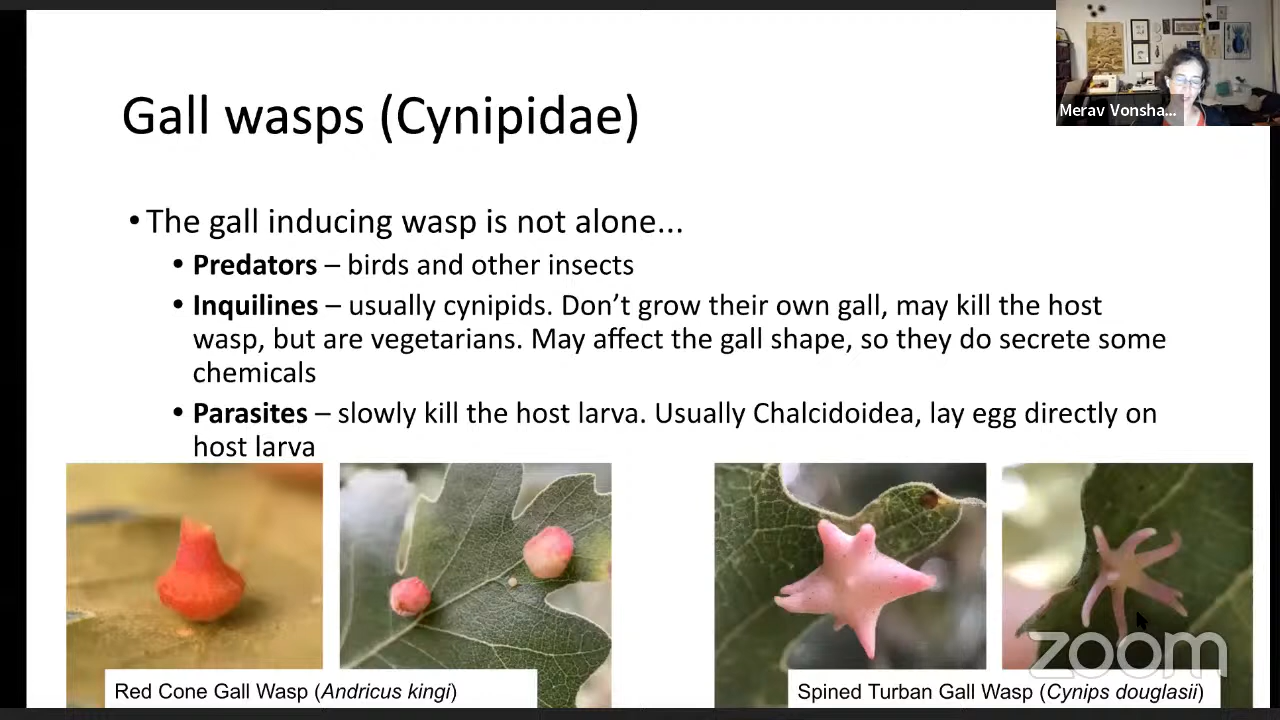 Merav Vonsha...
Gall wasps (Cynipidae)
• The gall inducing wasp is not alone...
• Predators – birds and other insects
• Inquilines – usually cynipids. Don’t grow their own gall, may kill the host
wasp, but are vegetarians. May affect the gall shape, so they do secrete some
chemicals
• Parasites – slowly kill the host larva. Usually Chalcidoidea, lay egg directly on
host larva
zoom
Red Cone Gall Wasp (Andricus kingi)
Spined Turban Gall Wasp (Cynips douglasii)